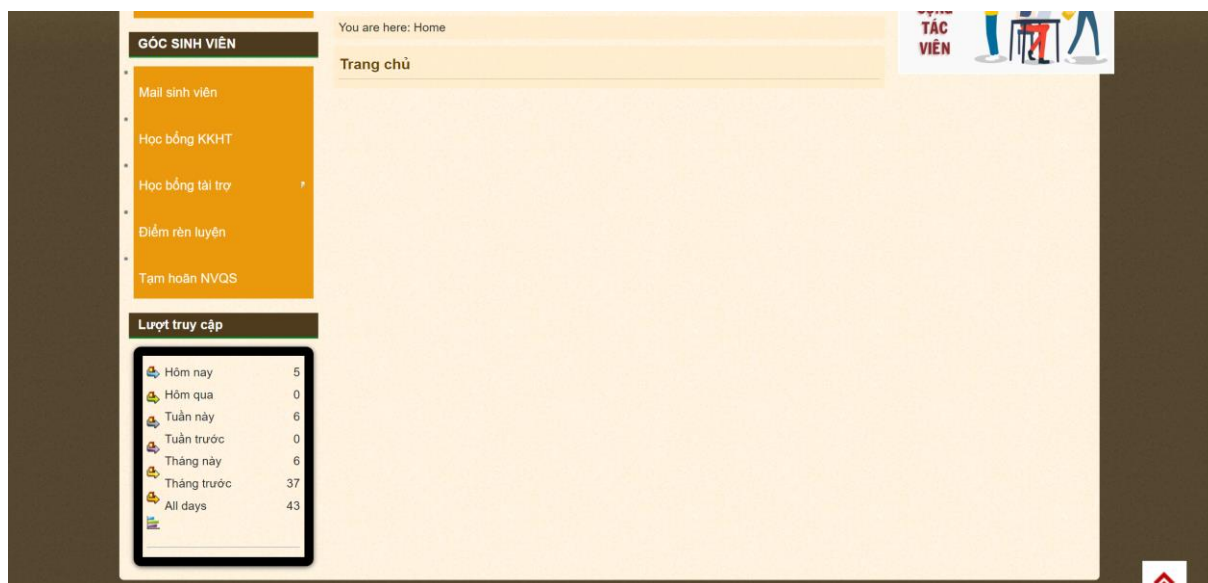 GÓC SINH VIÊN
Mail sinh viên
Học bổng KKHT
Học bổng tài trợ
Điểm rèn luyện
Tạm hoãn NVQS
Lượt truy cập
Hôm nay 5
Hôm qua 0
Tuần này 6
Tuần trước 0
Tháng này 6
Tháng trước 37
All days 43
You are here: Home
Trang chủ
TÁC
VIÊN